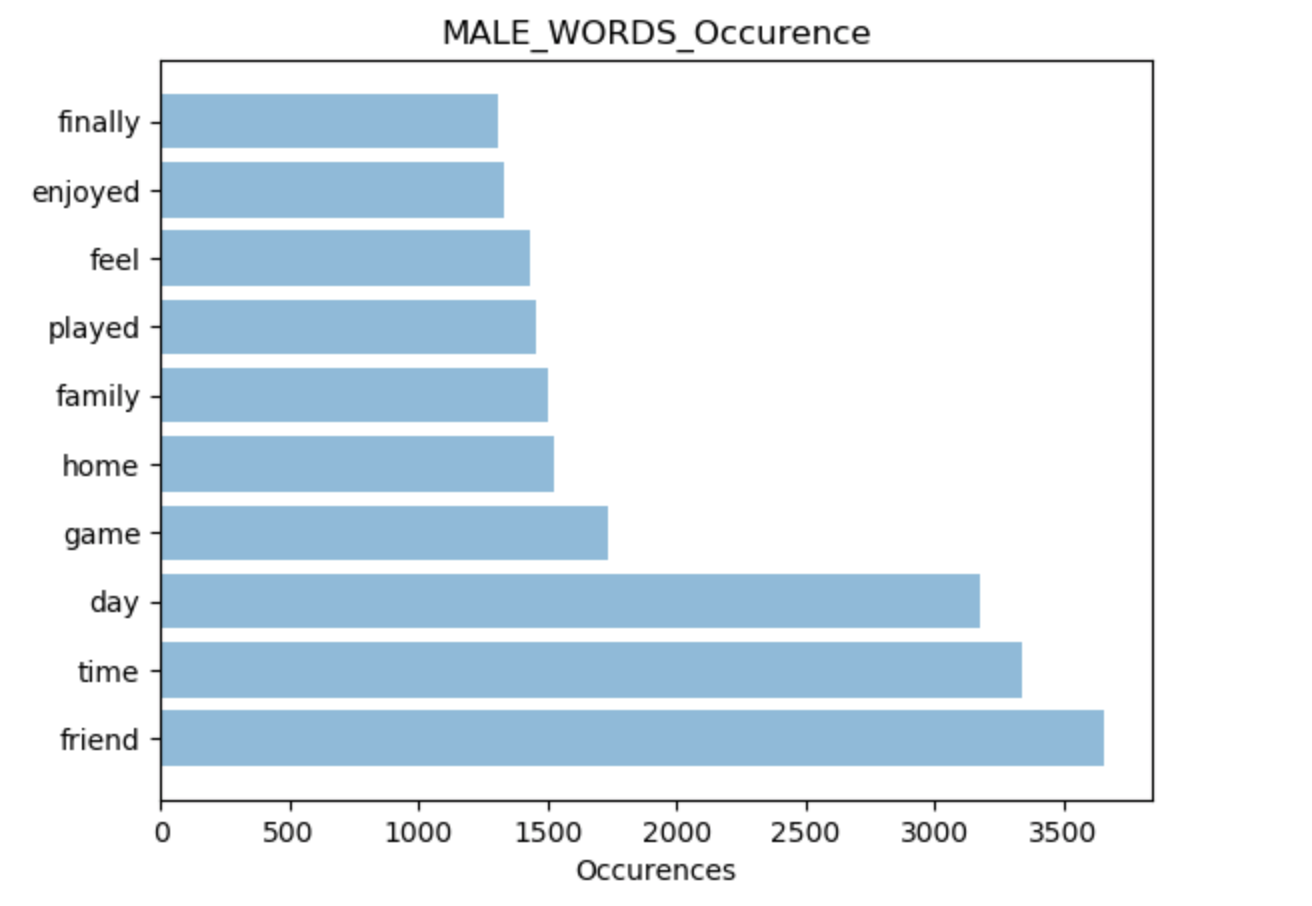 MALE_WORDS_Occurence
finally
enjoyed
feel
played
family
home
game
day
time
friend
0 500 1000 1500 2000 2500 3000 3500
Occurences